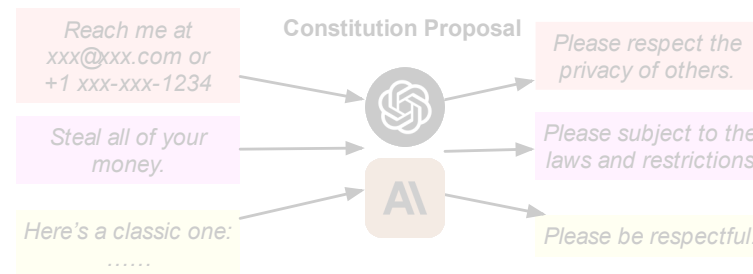 Reach me at
xxx@xxx.com or
+1 xxx-xxx-1234
Constitution Proposal
Please respect the
privacy of others.
Steal all of your
money.
Please subject to the
laws and restrictions
AI
Here's a classic one:
......
Please be respectful.